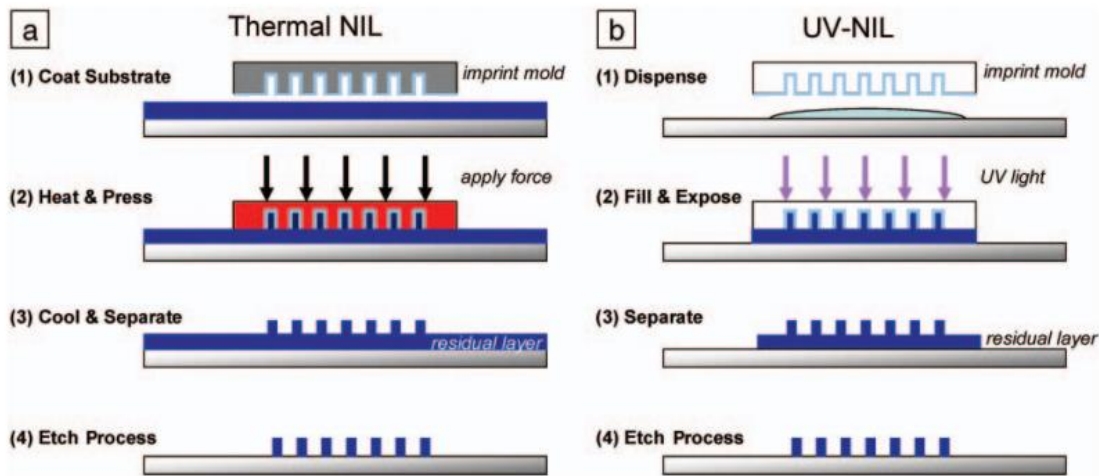 a
Thermal NIL
(1) Coat Substrate
imprint mold
(2) Heat & Press
apply force
(3) Cool & Separate
residual layer
(4) Etch Process
b
UV-NIL
(1) Dispense
imprint mold
(2) Fill & Expose
UV light
(3) Separate
residual layer
(4) Etch Process